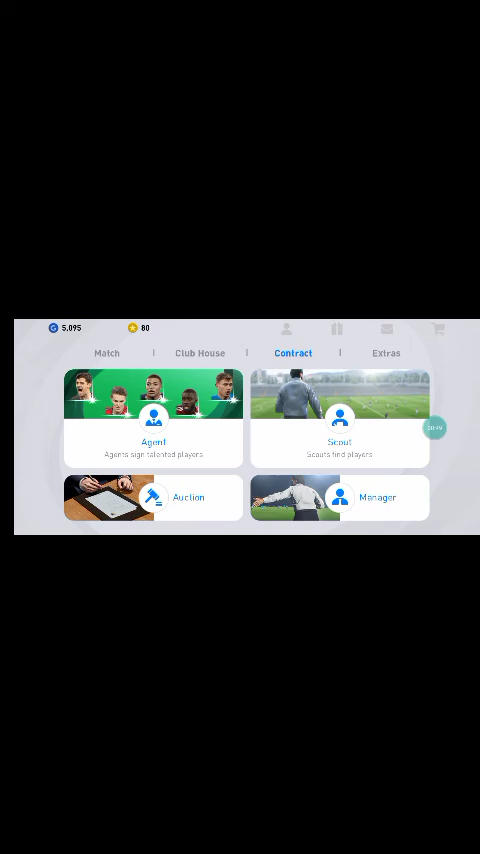 5,095
80
Match
Club House
Contract
Extras
Agent
Agents sign talented players
Scout
Scouts find players
Auction
Manager